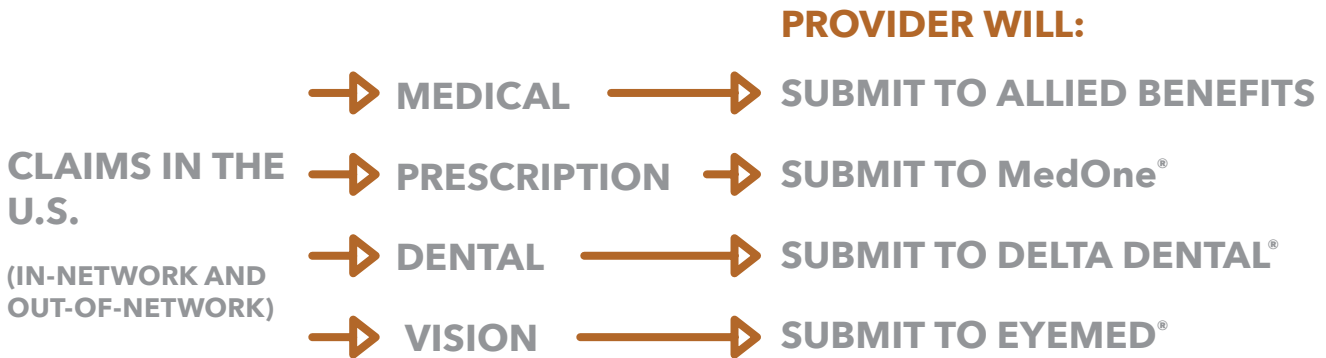 PROVIDER WILL:
CLAIMS IN THE
U.S.
(IN-NETWORK AND
OUT-OF-NETWORK)
MEDICAL
SUBMIT TO ALLIED BENEFITS
PRESCRIPTION
SUBMIT TO MedOne®
DENTAL
SUBMIT TO DELTA DENTAL®
VISION
SUBMIT TO EYEMED®